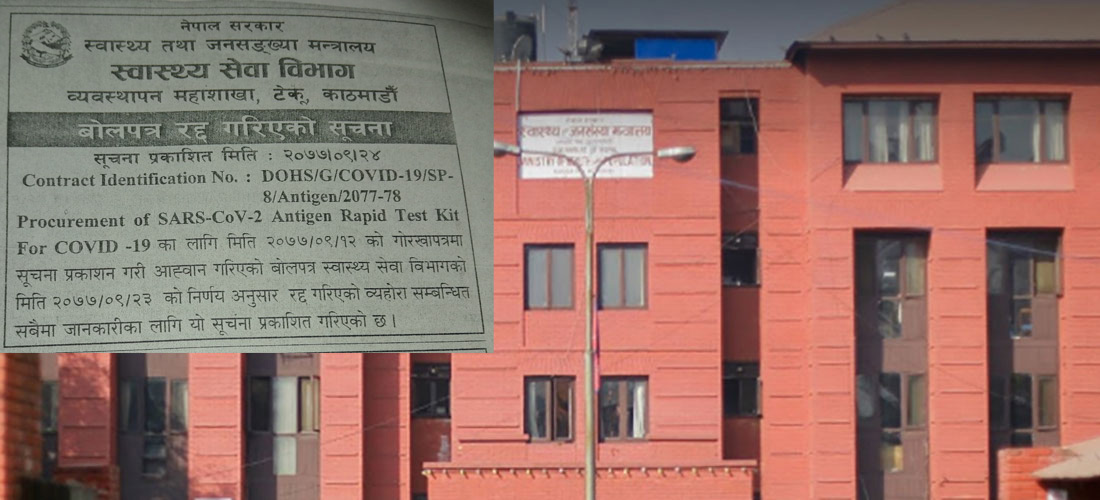 नेपाल सरकार
स्वास्थ्य तथा जनसङ्ख्या मन्त्रालय
स्वास्थ्य सेवा विभाग
व्यवस्थापन महाशाखा, टेकू, काठमाडौँ
बोलपत्र रद्द गरिएको सूचना
सूचना प्रकाशित मिति : २०७७/०९/२४
Contract Identification No. : DOHS/G/COVID-19/SP-
8/Antigen/2077-78
Procurement of SARS-CoV-2 Antigen Rapid Test Kit
For COVID -19 का लागि मिति २०७७/०९/१२ को गोरखापत्रमा
सूचना प्रकाशन गरी आह्वान गरिएको बोलपत्र स्वास्थ्य सेवा विभागको
मिति २०७७/०९/२३ को निर्णय अनुसार रद्द गरिएको व्यहोरा सम्बन्धित
सबैमा जानकारीका लागि यो सूचना प्रकाशित गरिएको छ ।
स्वास्थ्य जनसंख्या मन्त्रालय
MINISTRY OF POPULATION